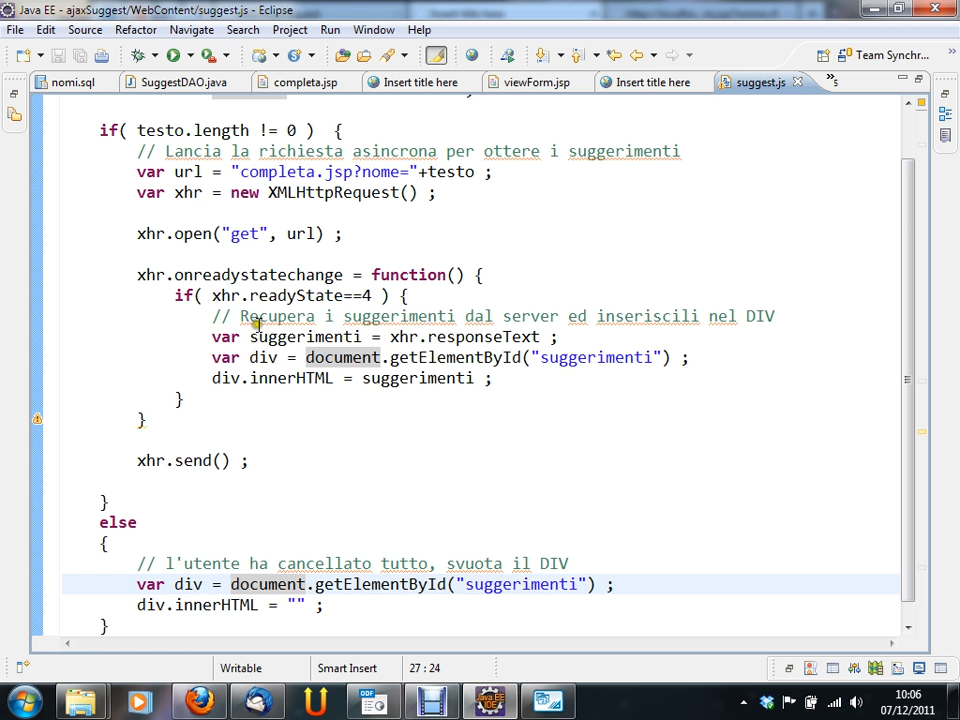 Java EE - ajaxSuggest/WebContent/suggest.js - Eclipse
File Edit Source Refactor Navigate Search Project Run Window Help
Team Synchr...
nomi.sql SuggestDAO.java completa.jsp Insert title here viewForm.jsp Insert title here suggest.js »5
if( testo.length != 0 ) {
// Lancia la richiesta asincrona per ottere i suggerimenti
var url = "completa.jsp?nome="+testo ;
var xhr = new XMLHttpRequest() ;
xhr.open("get", url) ;
xhr.onreadystatechange = function() {
if( xhr.readyState==4 ) {
// Recupera i suggerimenti dal server ed inseriscili nel DIV
var suggerimenti = xhr.responseText ;
var div = document.getElementById("suggerimenti") ;
div.innerHTML = suggerimenti ;
}
}
xhr.send() ;
}
else
{
// l'utente ha cancellato tutto, svuota il DIV
var div = document.getElementById("suggerimenti") ;
div.innerHTML = "" ;
}
Writable Smart Insert 27 : 24
10:06
07/12/2011